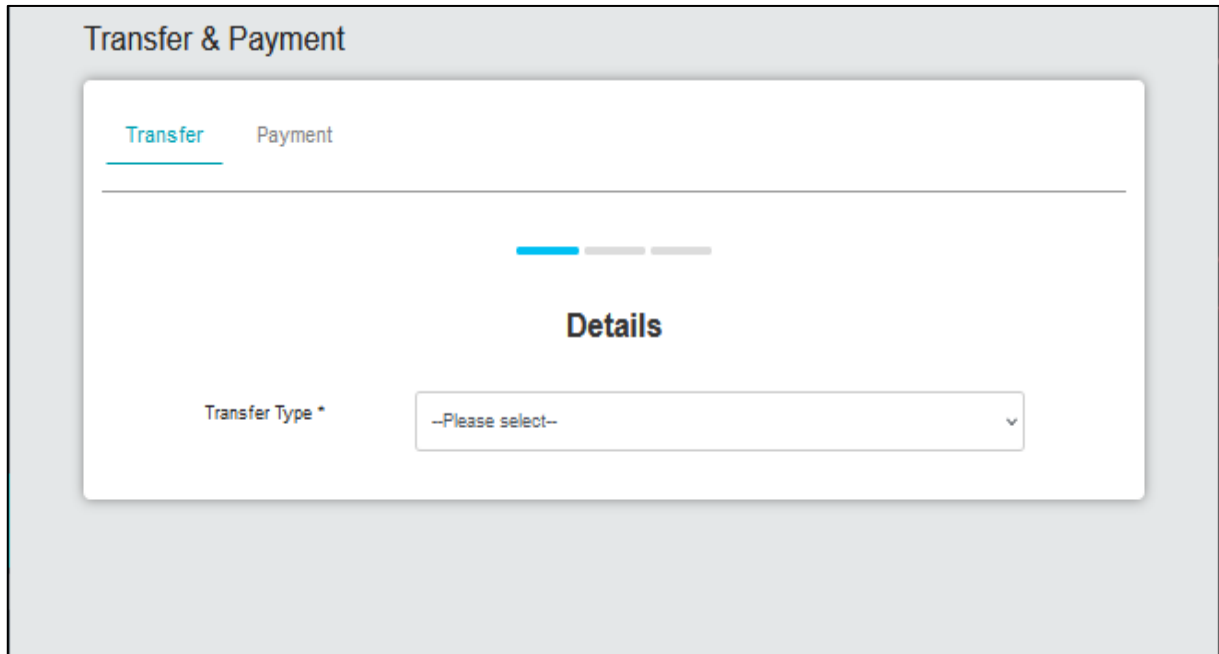 Transfer & Payment
Transfer Payment
Details
Transfer Type *
--Please select--